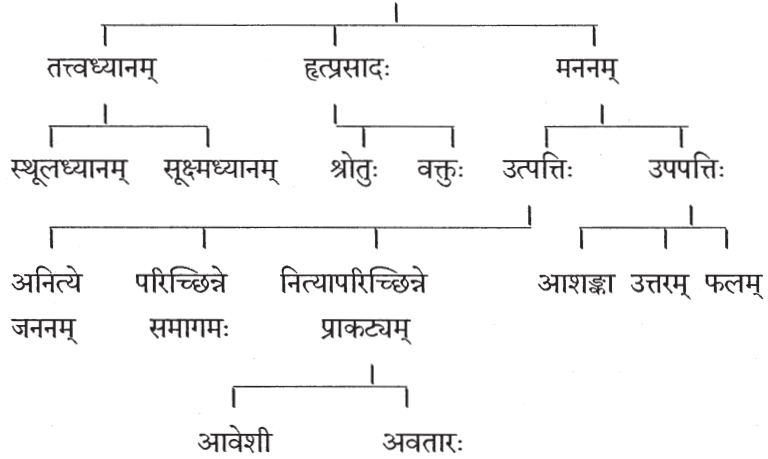 तत्त्वध्यानम् हृत्प्रसादः मननम्
स्थूलध्यानम् सूक्ष्मध्यानम् श्रोतुः वक्तुः उत्पत्तिः उपपत्तिः
अनित्ये परिच्छिन्ने नित्यापरिच्छिन्ने आशङ्का उत्तरम् फलम्
जननम् समागमः प्राकट्यम्
आवेशी अवतारः